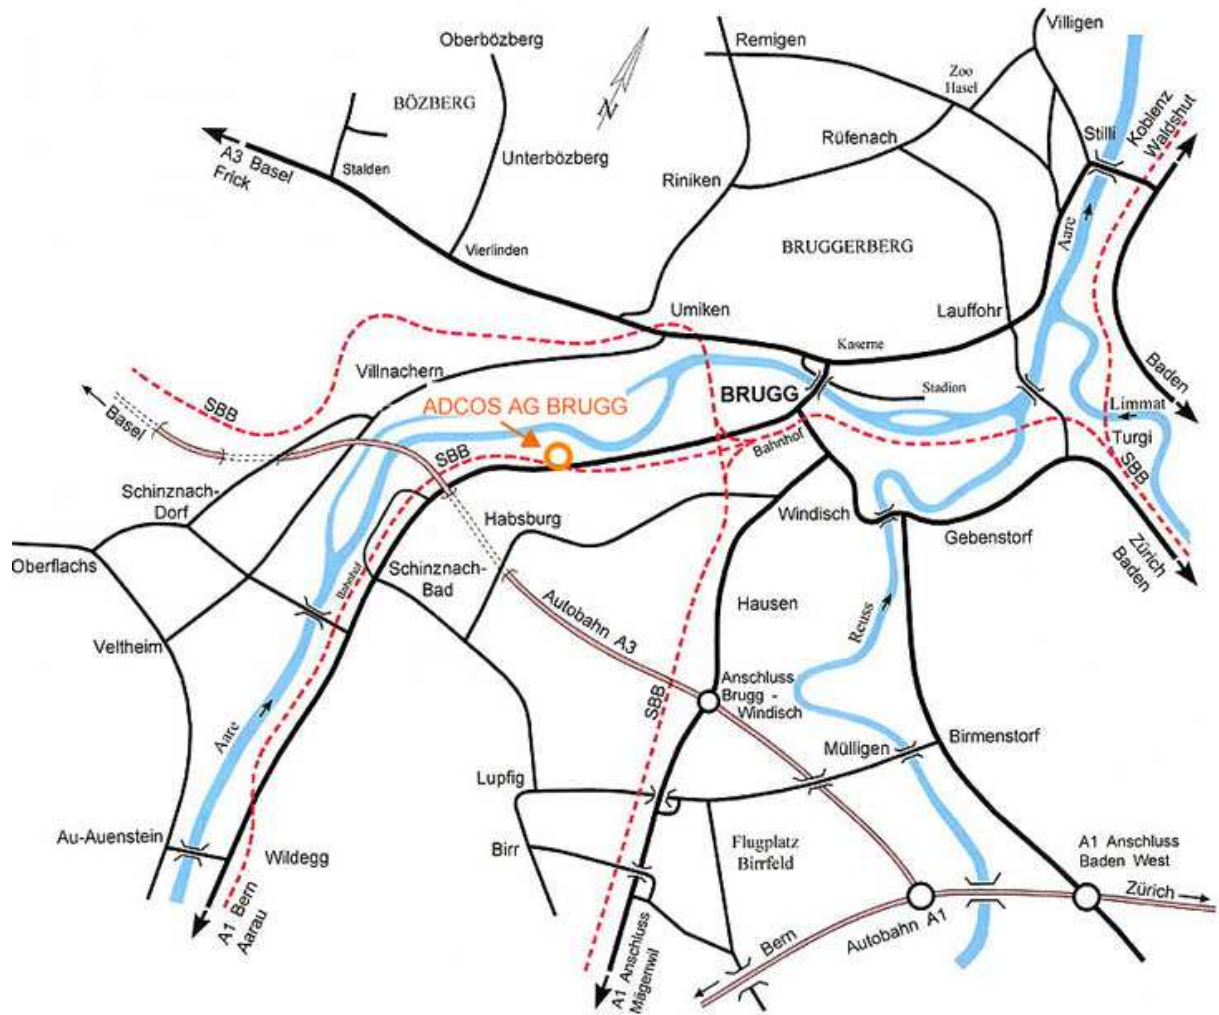 Villigen
Oberbözberg
Remigen
Zoo
Hasel
BÖZBERG
N
Koblenz
Waldshut
Stilli
Rüfenach
A3 Basel
Frick
Stalden
Unterbözberg
Riniken
Aare
BRUGGERBERG
Vierlinden
Umiken
Lauffohr
Kaserne
Villnachern
Baden
SBB
BRUGG
Stadion
Basel
ADCOS AG BRUGG
Limmat
Turgi
SBB
Bahnhof
SBB
Schinznach-
Dorf
Habsburg
Windisch
Gebenstorf
Zürich
Baden
Oberflachs
Bahnhof
Schinznach-
Bad
Hausen
Autobahn A3
Reuss
Veltheim
SBB
Anschluss
Brugg -
Windisch
Aare
Mülligen
Birmenstorf
Lupfig
Au-Auenstein
Wildegg
Birr
Flugplatz
Birrfeld
A1 Anschluss
Baden West
Zürich
A1 Bern
Aarau
Bern
Autobahn A1
A1 Anschluss
Mägenwil